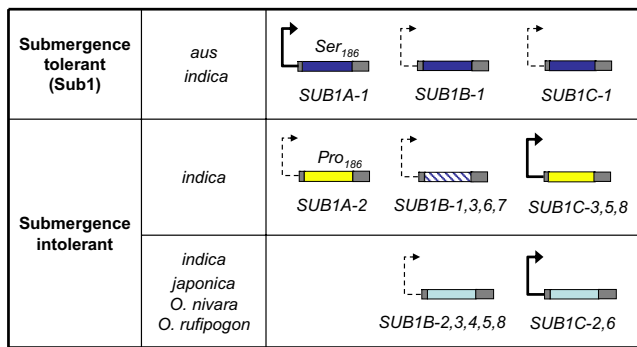 Submergence
tolerant
(Sub1)
aus
indica
Ser186
SUB1A-1
SUB1B-1
SUB1C-1
Submergence
intolerant
indica
Pro186
SUB1A-2
SUB1B-1,3,6,7
SUB1C-3,5,8
indica
japonica
O. nivara
O. rufipogon
SUB1B-2,3,4,5,8
SUB1C-2,6